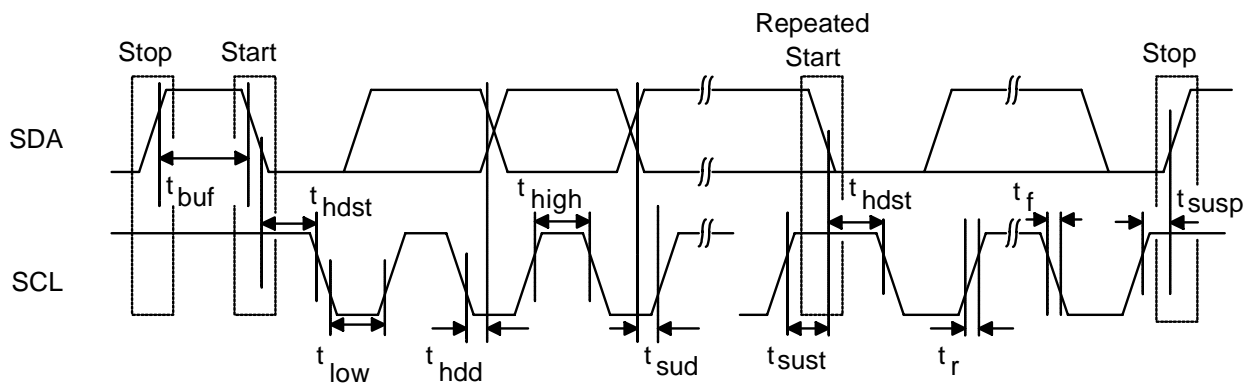 Repeated
Stop Start Start Stop
SDA
t buf
t hdst
t high
t hdst
t f
t susp
SCL
t low
t hdd
t sud
t sust
t r